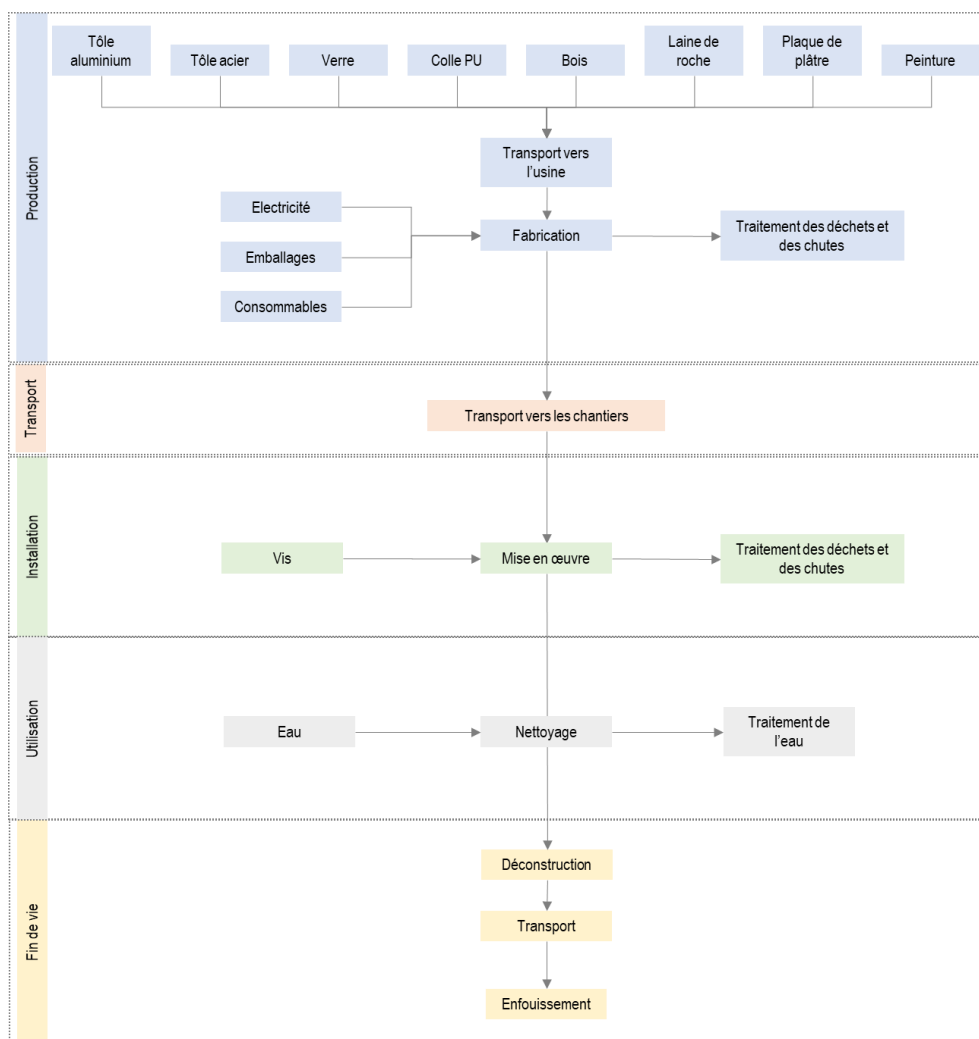 Production
Tôle
aluminium
Tôle acier
Verre
Colle PU
Bois
Laine de
roche
Plaque de
plâtre
Peinture
Transport vers
l'usine
Electricité
Emballages
Consommables
Fabrication
Traitement des déchets et
des chutes
Transport
Transport vers les chantiers
Installation
Vis
Mise en œuvre
Traitement des déchets et
des chutes
Utilisation
Eau
Nettoyage
Traitement de
l'eau
Fin de vie
Déconstruction
Transport
Enfouissement